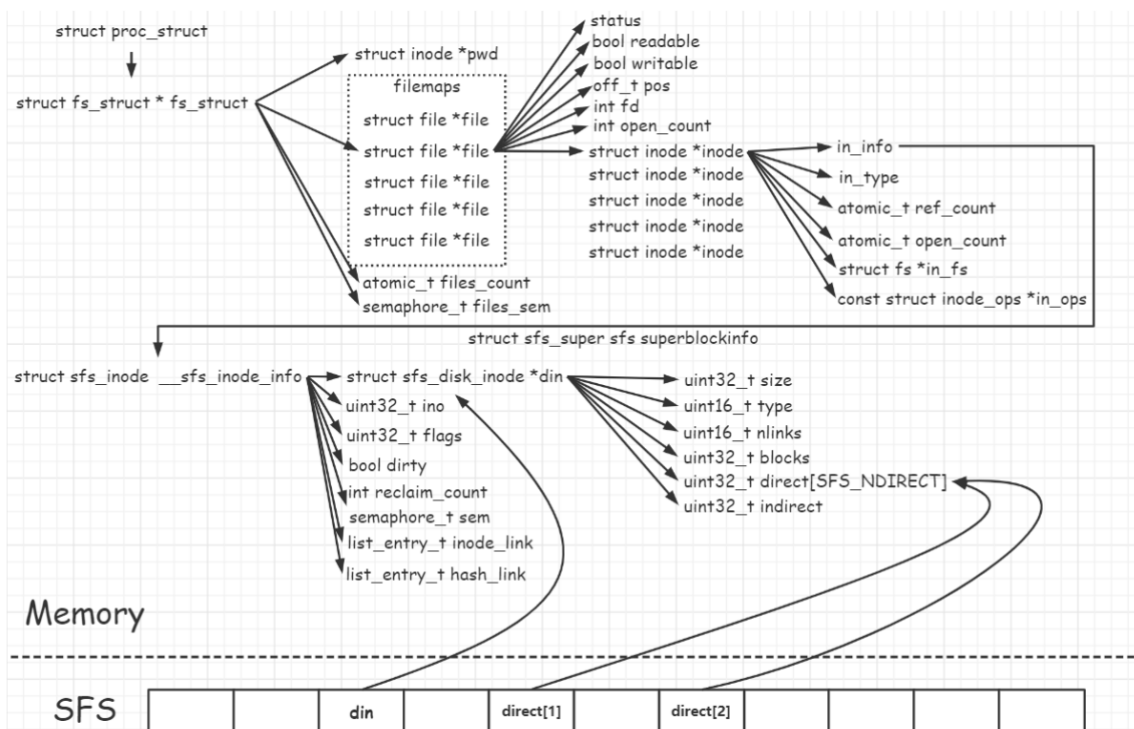 struct proc_struct
struct fs_struct * fs_struct
struct inode *pwd
filemaps
struct file *file
struct file *file
struct file *file
struct file *file
struct file *file
atomic_t files_count
semaphore_t files_sem
status
bool readable
bool writable
off_t pos
int fd
int open_count
struct inode *inode
struct inode *inode
struct inode *inode
struct inode *inode
struct inode *inode
in_info
in_type
atomic_t ref_count
atomic_t open_count
struct fs *in_fs
const struct inode_ops *in_ops
struct sfs_super sfs superblockinfo
struct sfs_inode __sfs_inode_info
struct sfs_disk_inode *din
uint32_t ino
uint32_t flags
bool dirty
int reclaim_count
semaphore_t sem
list_entry_t inode_link
list_entry_t hash_link
uint32_t size
uint16_t type
uint16_t nlinks
uint32_t blocks
uint32_t direct[SFS_NDIRECT]
uint32_t indirect
Memory
SFS
din
direct[1]
direct[2]